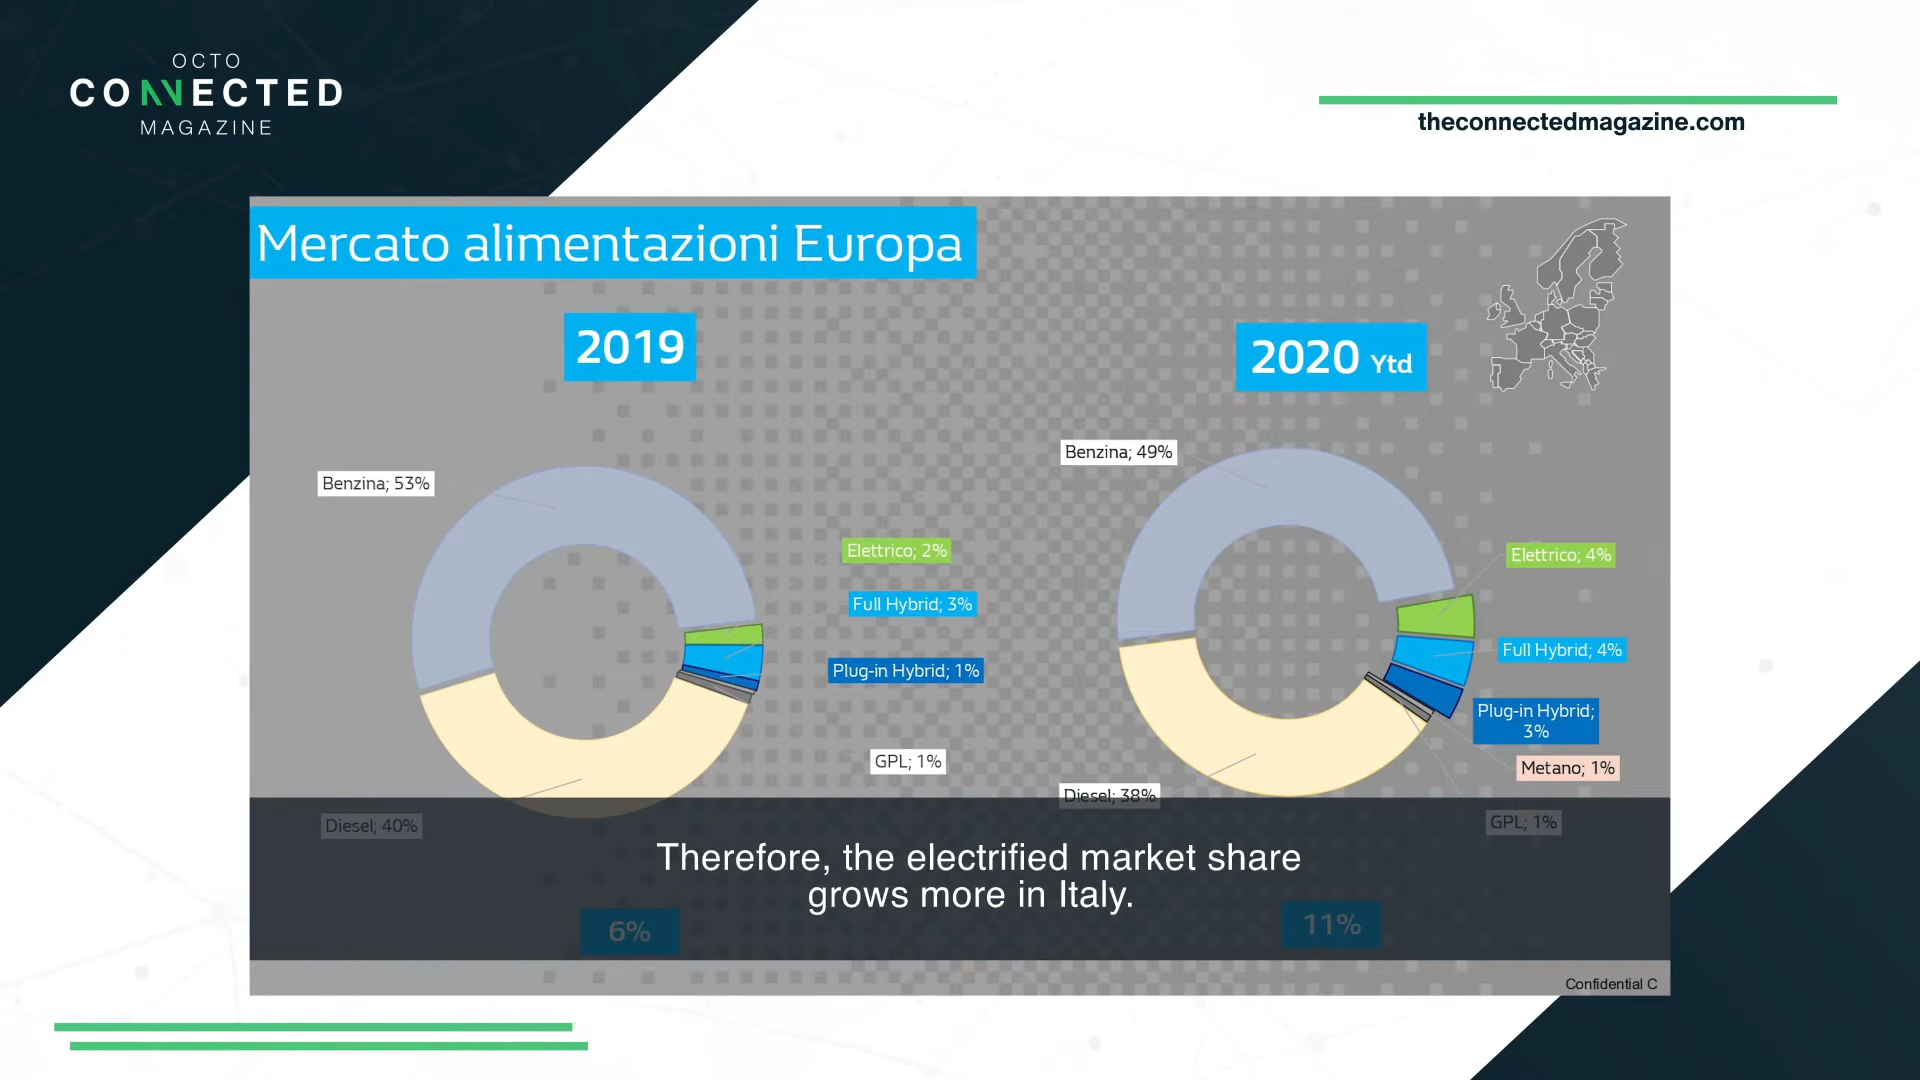 OCTO
CONNECTED
MAGAZINE
theconnectedmagazine.com
Mercato alimentazioni Europa
2019
2020 Ytd
Benzina; 53%
Elettrico; 2%
Full Hybrid; 3%
Plug-in Hybrid; 1%
GPL; 1%
Diesel; 40%
Benzina; 49%
Elettrico; 4%
Full Hybrid; 4%
Plug-in Hybrid;
3%
Metano; 1%
GPL; 1%
Diesel; 38%
Therefore, the electrified market share
grows more in Italy.
6%
11%
Confidential C